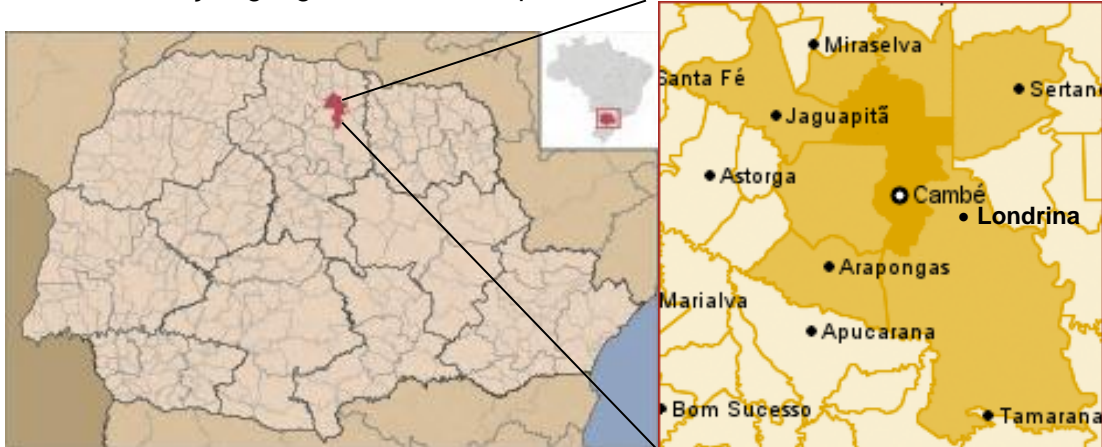 Miraselva
Santa Fé
Sertan
Jaguapitã
Astorga
Cambé
Londrina
Arapongas
Marialva
Apucarana
Bom Sucesso
Tamarana